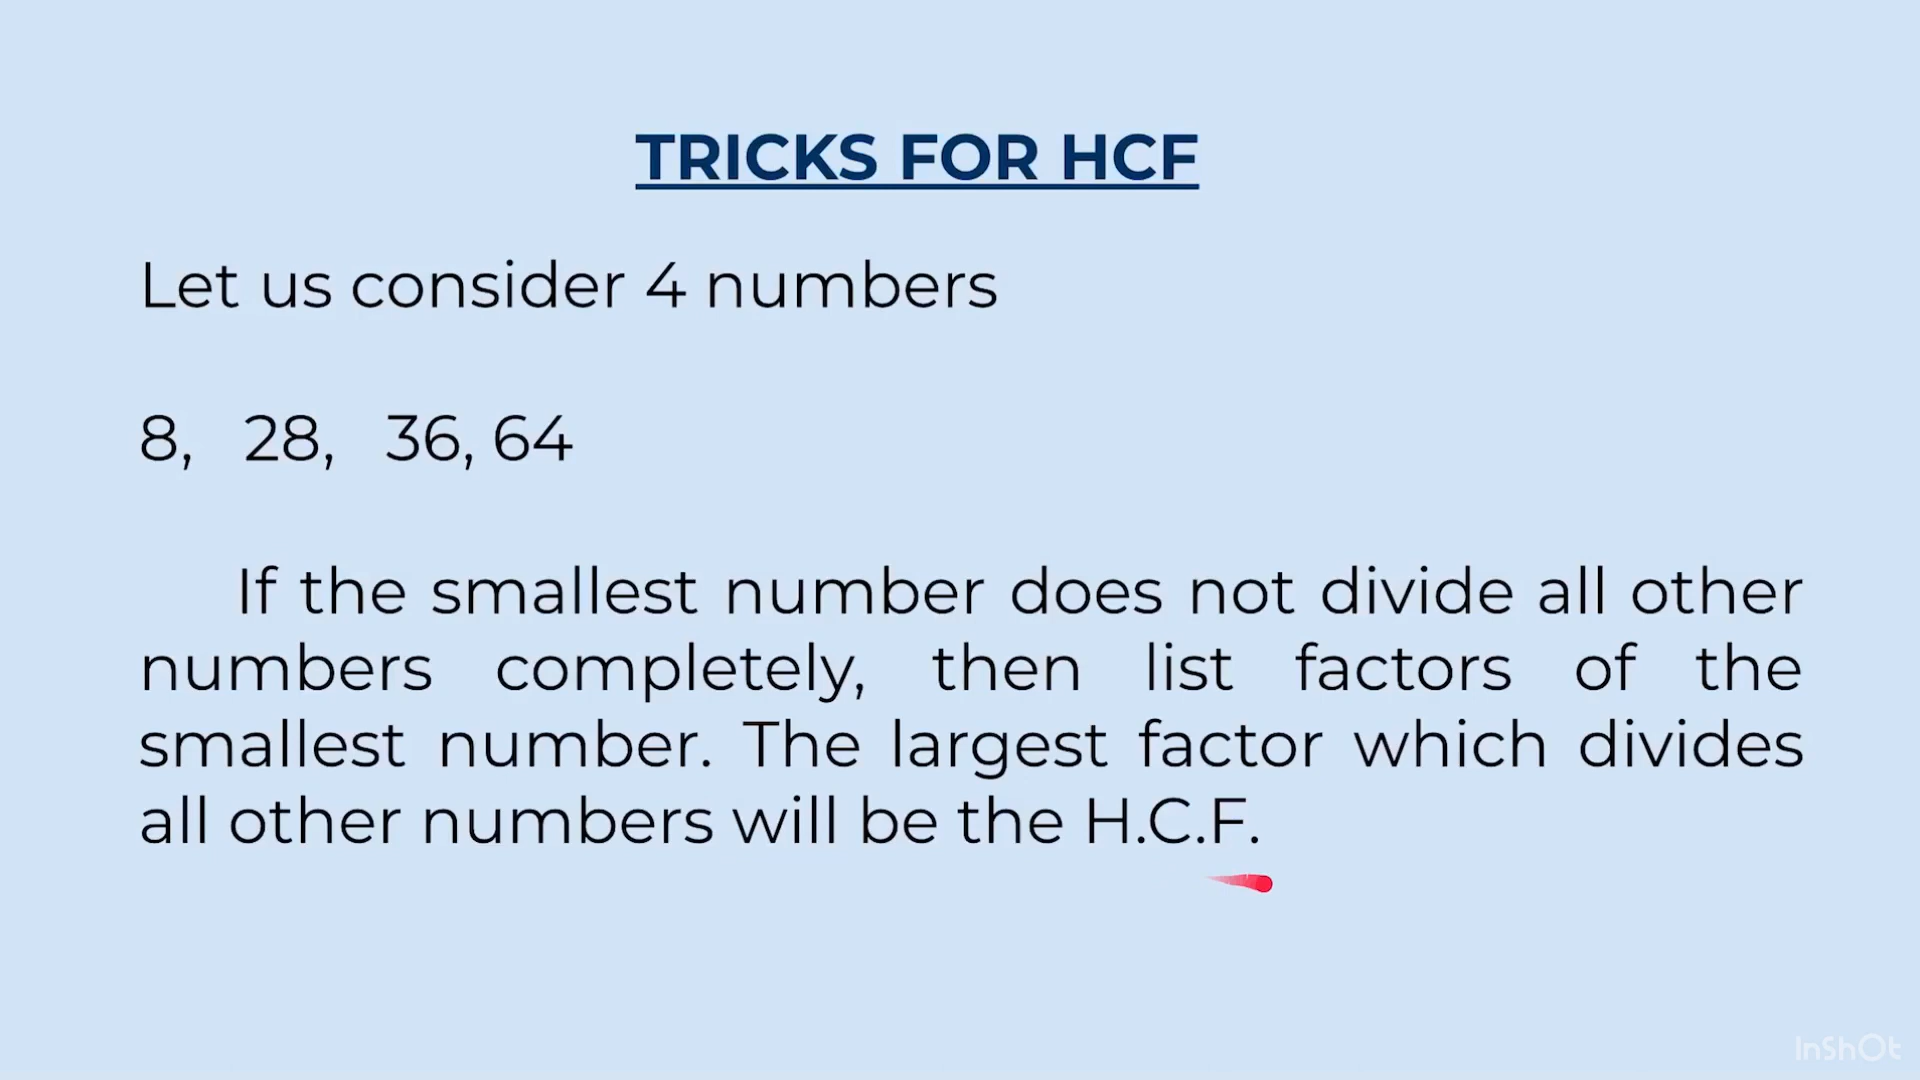 TRICKS FOR HCF
Let us consider 4 numbers
8, 28, 36, 64
If the smallest number does not divide all other
numbers completely, then list factors of the
smallest number. The largest factor which divides
all other numbers will be the H.C.F.
InShOt